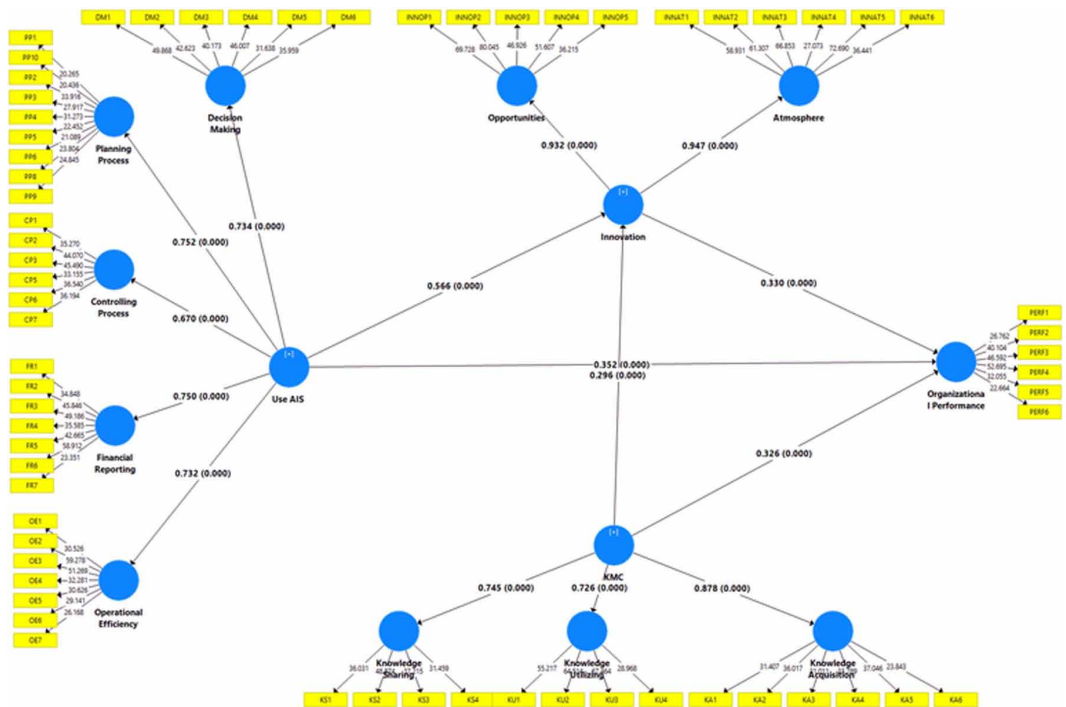 DM1 DM2 DM3 DM4 DM5 DM6
49.868 42.623 40.173 46.007 31.638 35.959
Decision
Making
INNOP1 INNOP2 INNOP3 INNOP4 INNOP5
69.728 80.045 46.926 51.607 36.215
Opportunities
INNAT1 INNAT2 INNAT3 INNAT4 INNAT5 INNAT6
58.931 61.307 66.853 27.073 72.690 36.441
Atmosphere
PP1
PP10
PP2
PP3
PP4
PP5
PP6
PP8
PP9
20.265
20.436
33.916
27.917
31.273
22.452
21.089
23.804
24.845
Planning
Process
CP1
CP2
CP3
CP5
CP6
CP7
35.270
44.070
45.490
33.155
36.540
36.194
Controlling
Process
FR1
FR2
FR3
FR4
FR5
FR6
FR7
34.848
45.846
49.186
35.585
42.665
58.912
23.351
Financial
Reporting
OE1
OE2
OE3
OE4
OE5
OE6
OE7
30.526
59.278
51.269
32.281
30.626
29.141
26.168
Operational
Efficiency
0.734 (0.000)
0.752 (0.000)
0.670 (0.000)
0.750 (0.000)
0.732 (0.000)
[+]
Use AIS
0.932 (0.000)
0.947 (0.000)
[+]
Innovation
0.566 (0.000)
0.330 (0.000)
0.352 (0.000)
0.296 (0.000)
0.326 (0.000)
PERF1
PERF2
PERF3
PERF4
PERF5
PERF6
26.762
40.104
46.592
52.695
32.055
22.664
Organizationa
l Performance
[+]
KMC
0.745 (0.000)
0.726 (0.000)
0.878 (0.000)
Knowledge
Sharing
36.031 31.459
KS1 KS2 KS3 KS4
Knowledge
Utilizing
55.217 28.968
KU1 KU2 KU3 KU4
Knowledge
Acquisition
31.407 36.017 37.046 23.843
KA1 KA2 KA3 KA4 KA5 KA6